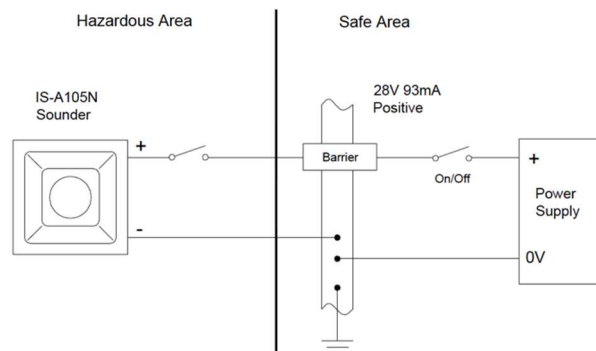 Hazardous Area
Safe Area
IS-A105N
Sounder
28V 93mA
Positive
+
Barrier
On/Off
+
Power
Supply
-
0V